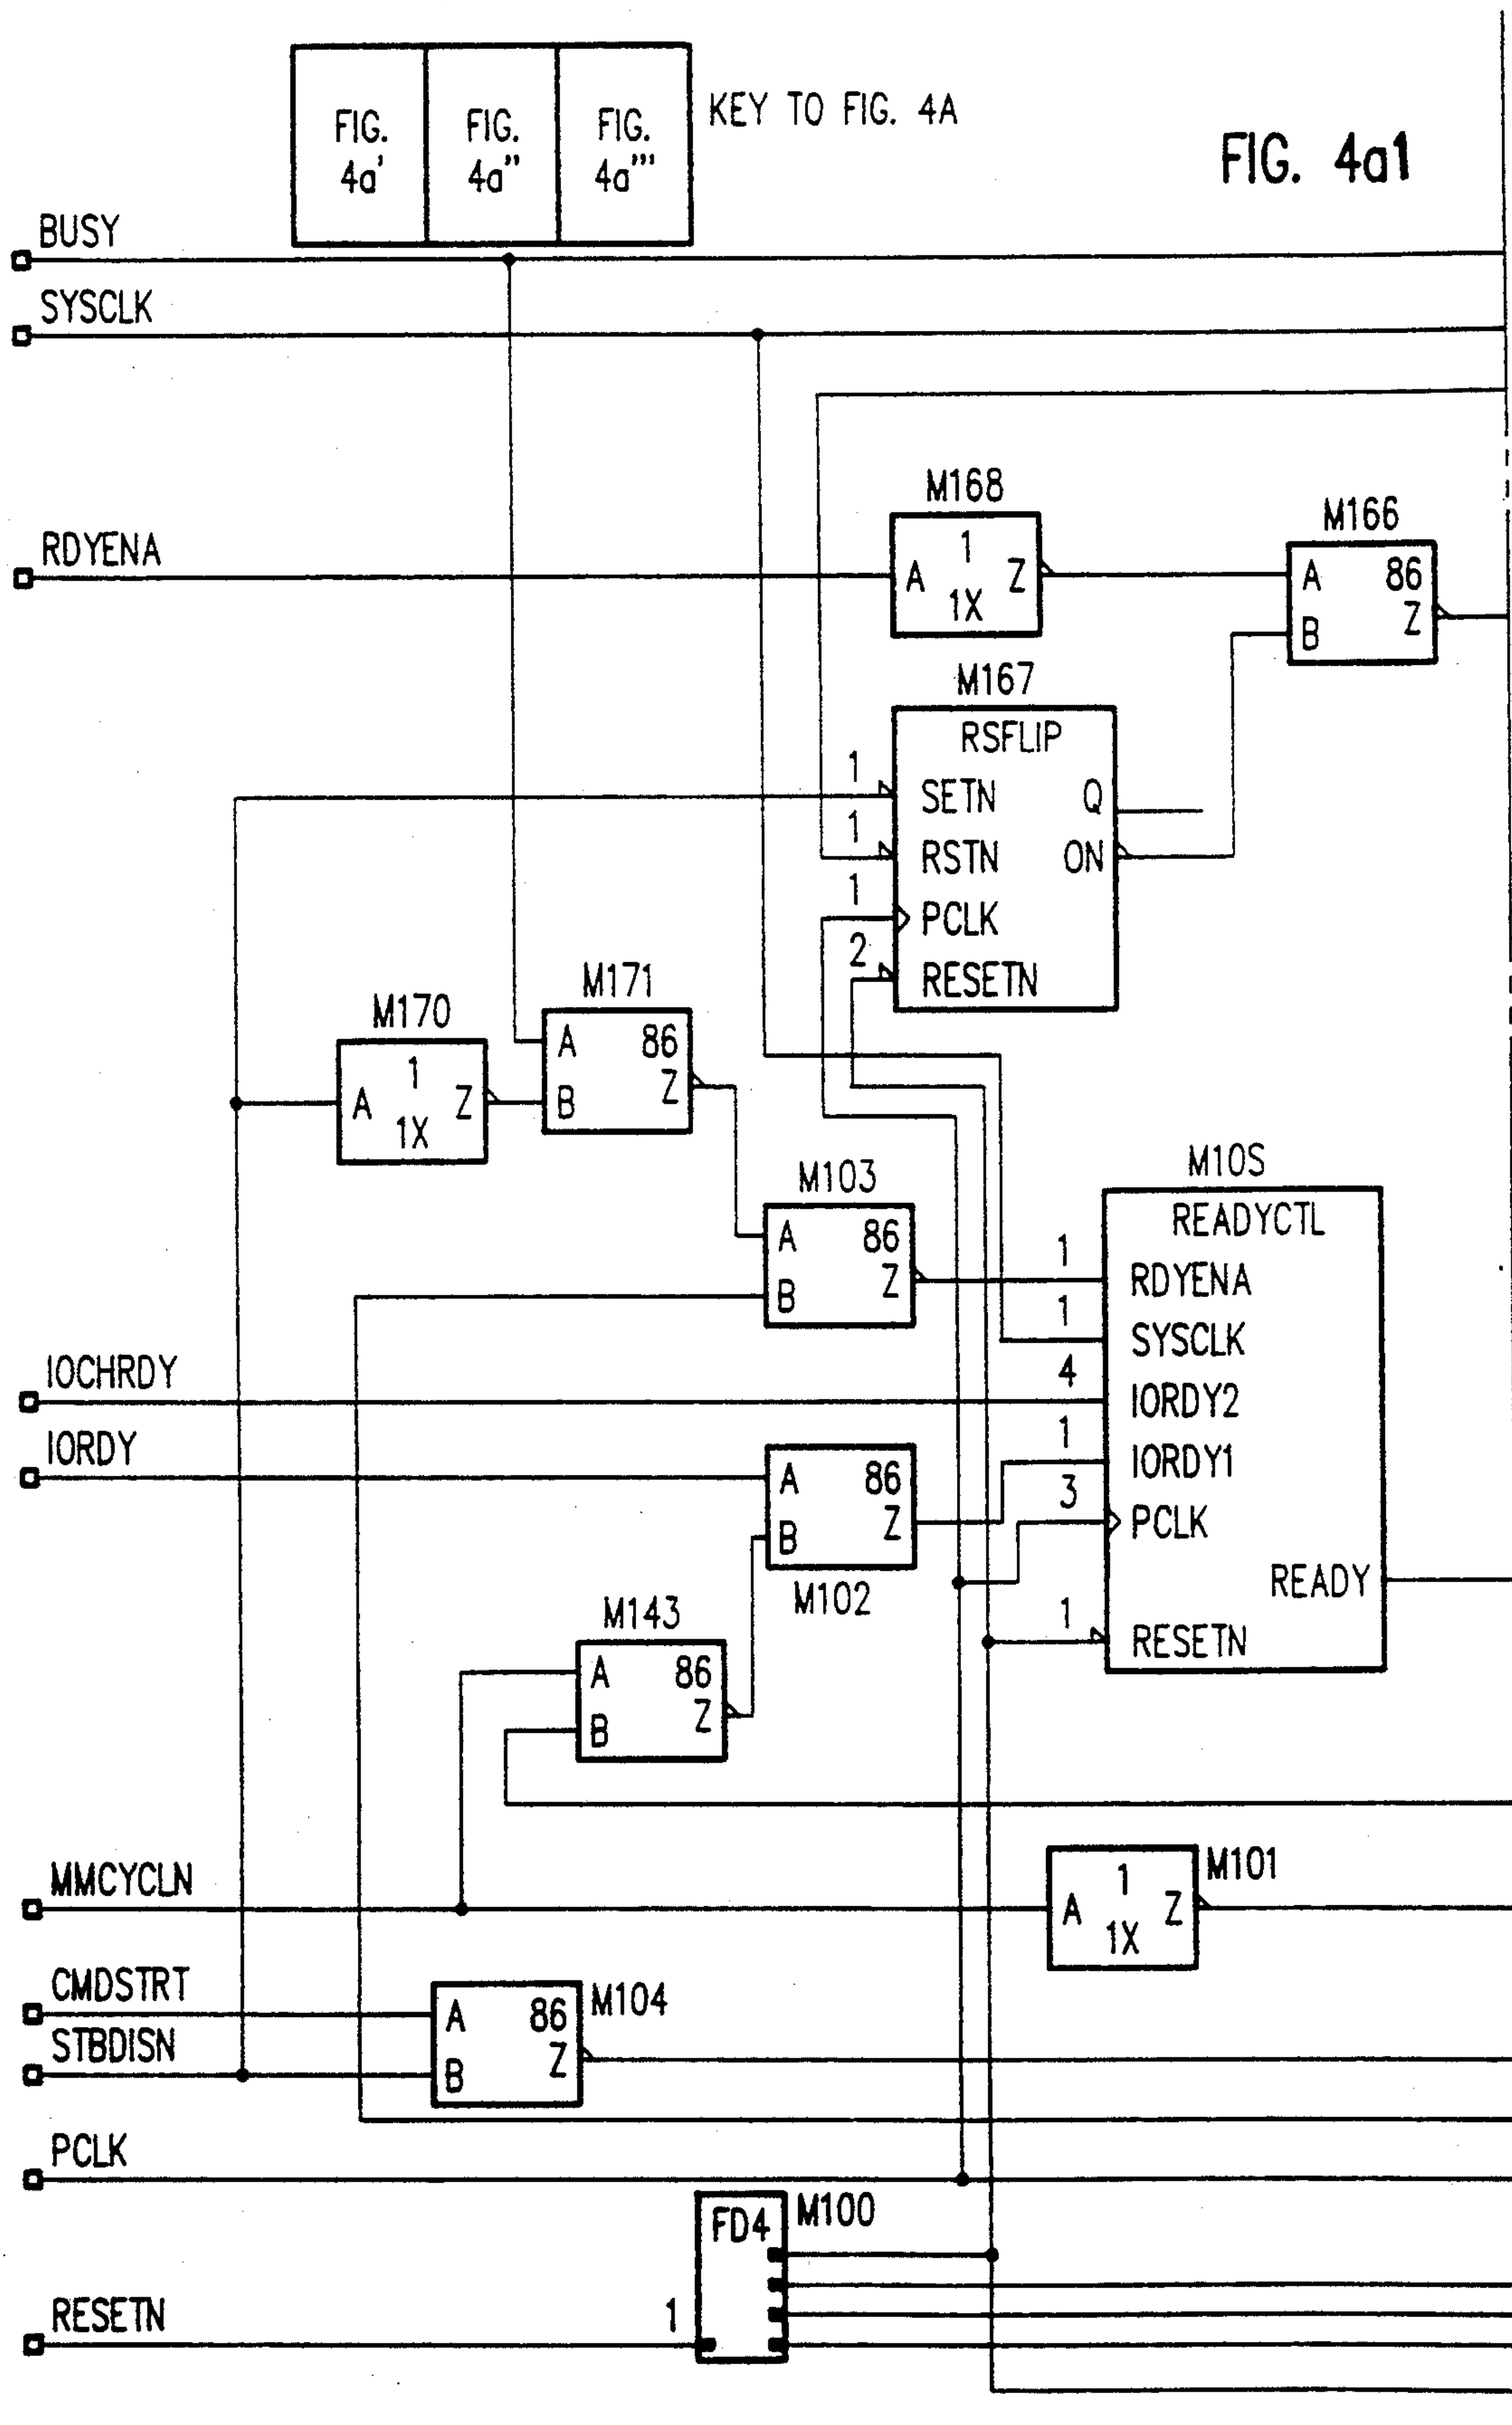 FIG. 4a' FIG. 4a" FIG. 4a"' KEY TO FIG. 4A
FIG. 4a1
BUSY
SYSCLK
M168
RDYENA
A 1 1X Z
M166
A 86
B Z
M167
RSFLIP
1 SETN Q
1 RSTN ON
1 PCLK
2 RESETN
M170
A 1 1X Z
M171
A 86
B Z
M103
A 86
B Z
M10S
READYCTL
1 RDYENA
1 SYSCLK
4 IORDY2
1 IORDY1
3 PCLK
READY
1 RESETN
IOCHRDY
IORDY
A 86
B Z
M102
M143
A 86
B Z
MMCYCLN
A 1 1X Z
M101
CMDSTRT
STBDISN
A 86
B Z
M104
PCLK
FD4
M100
RESETN
1